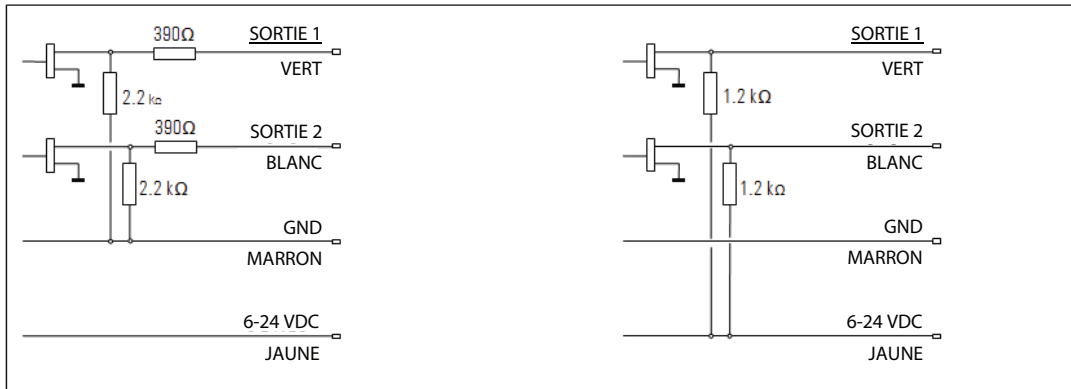 390Ω
SORTIE 1
VERT
2.2 kΩ
390Ω
SORTIE 2
BLANC
2.2 kΩ
GND
MARRON
6-24 VDC
JAUNE
SORTIE 1
VERT
1.2 kΩ
SORTIE 2
BLANC
1.2 kΩ
GND
MARRON
6-24 VDC
JAUNE